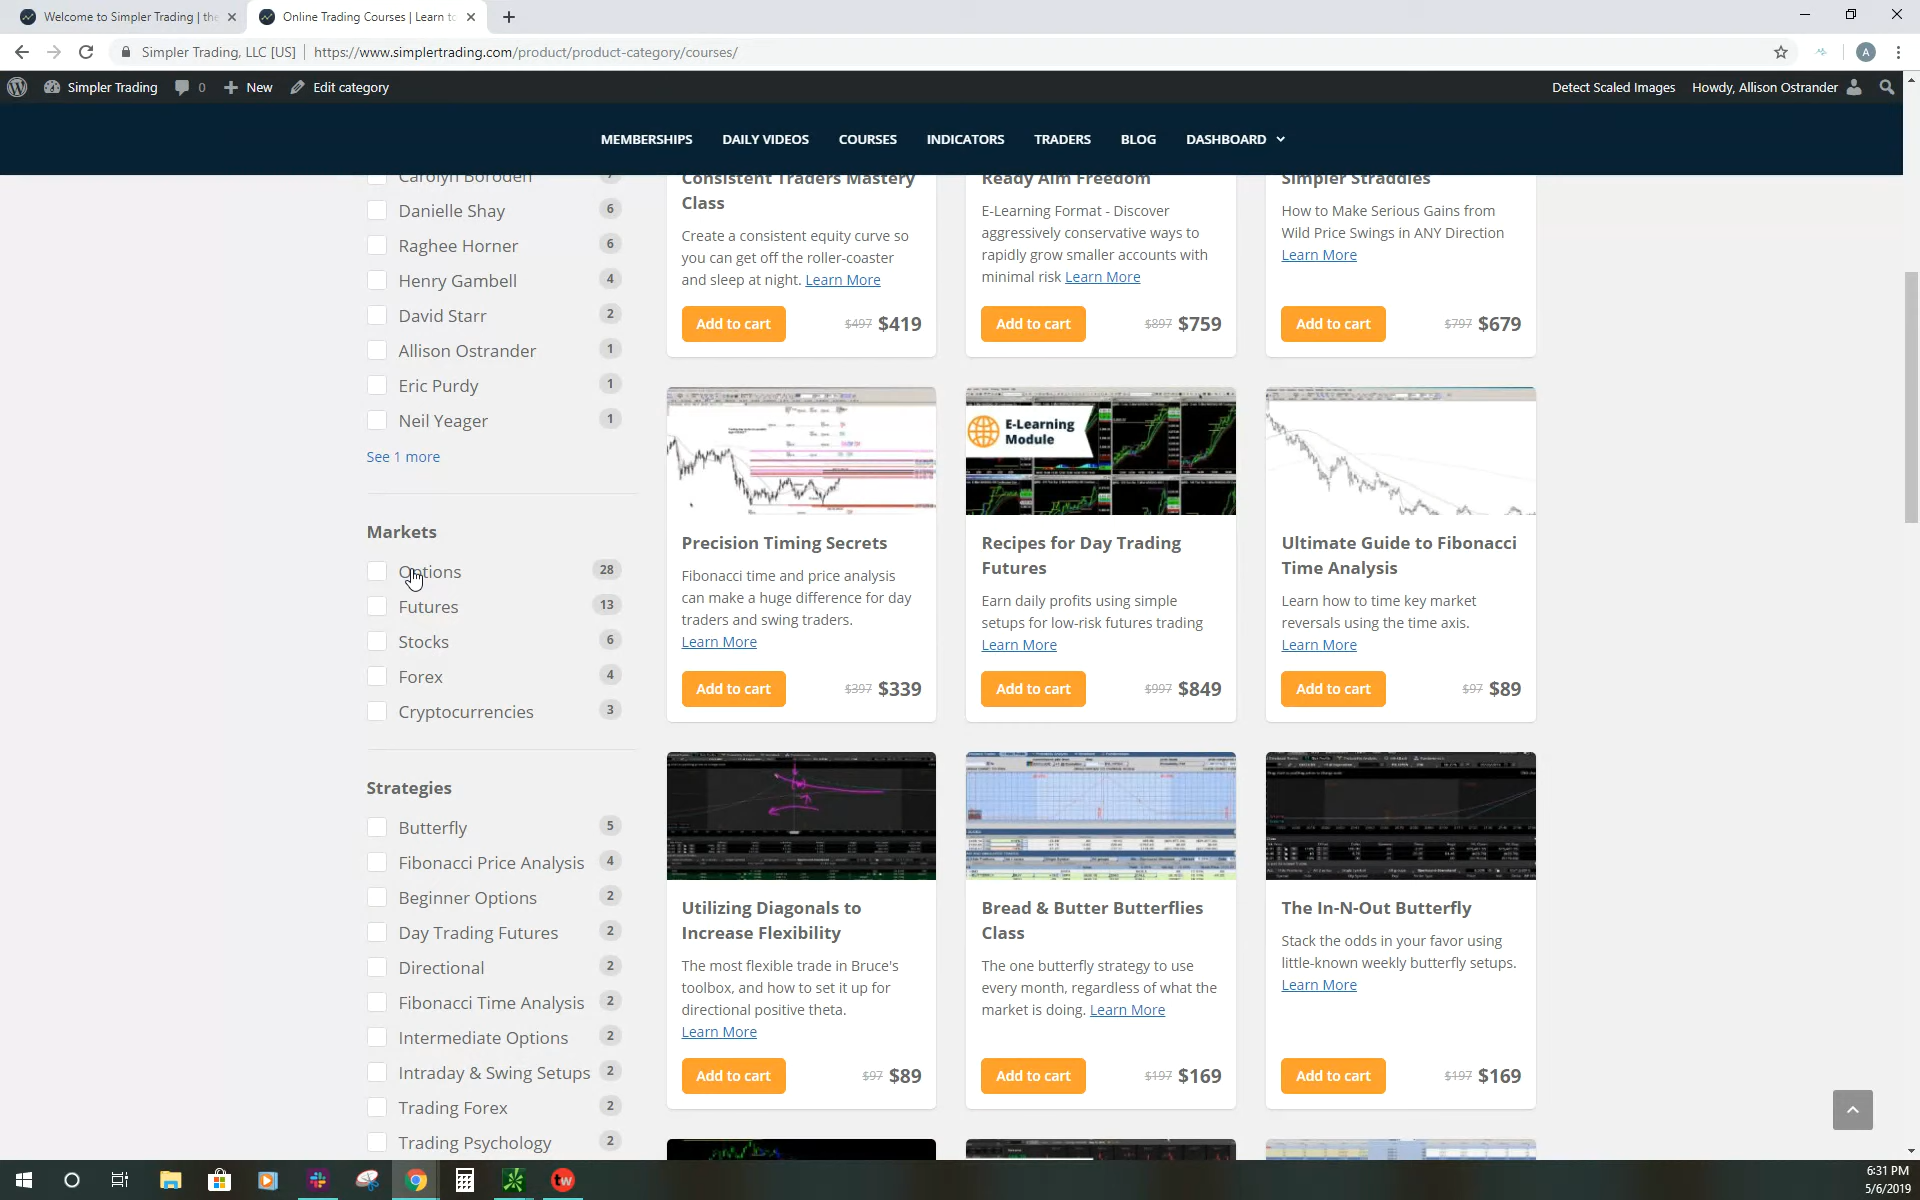 Welcome to Simpler Trading | the
Online Trading Courses | Learn to
Simpler Trading, LLC [US] | https://www.simplertrading.com/product/product-category/courses/
A
Simpler Trading 0 New Edit category Detect Scaled Images Howdy, Allison Ostrander
MEMBERSHIPS DAILY VIDEOS COURSES INDICATORS TRADERS BLOG DASHBOARD
Carolyn Boroden
Danielle Shay 6
Raghee Horner 6
Henry Gambell 4
David Starr 2
Allison Ostrander 1
Eric Purdy 1
Neil Yeager 1
See 1 more
Markets
Options 28
Futures 13
Stocks 6
Forex 4
Cryptocurrencies 3
Strategies
Butterfly 5
Fibonacci Price Analysis 4
Beginner Options 2
Day Trading Futures 2
Directional 2
Fibonacci Time Analysis 2
Intermediate Options 2
Intraday & Swing Setups 2
Trading Forex 2
Trading Psychology 2
Consistent Traders Mastery
Class
Create a consistent equity curve so
you can get off the roller-coaster
and sleep at night. Learn More
Add to cart $497 $419
Ready Aim Freedom
E-Learning Format - Discover
aggressively conservative ways to
rapidly grow smaller accounts with
minimal risk Learn More
Add to cart $897 $759
Simpler Straddles
How to Make Serious Gains from
Wild Price Swings in ANY Direction
Learn More
Add to cart $797 $679
Precision Timing Secrets
Fibonacci time and price analysis
can make a huge difference for day
traders and swing traders.
Learn More
Add to cart $397 $339
E-Learning
Module
Recipes for Day Trading
Futures
Earn daily profits using simple
setups for low-risk futures trading
Learn More
Add to cart $997 $849
Ultimate Guide to Fibonacci
Time Analysis
Learn how to time key market
reversals using the time axis.
Learn More
Add to cart $97 $89
Utilizing Diagonals to
Increase Flexibility
The most flexible trade in Bruce's
toolbox, and how to set it up for
directional positive theta.
Learn More
Add to cart $97 $89
Bread & Butter Butterflies
Class
The one butterfly strategy to use
every month, regardless of what the
market is doing. Learn More
Add to cart $197 $169
The In-N-Out Butterfly
Stack the odds in your favor using
little-known weekly butterfly setups.
Learn More
Add to cart $197 $169
tw
6:31 PM
5/6/2019